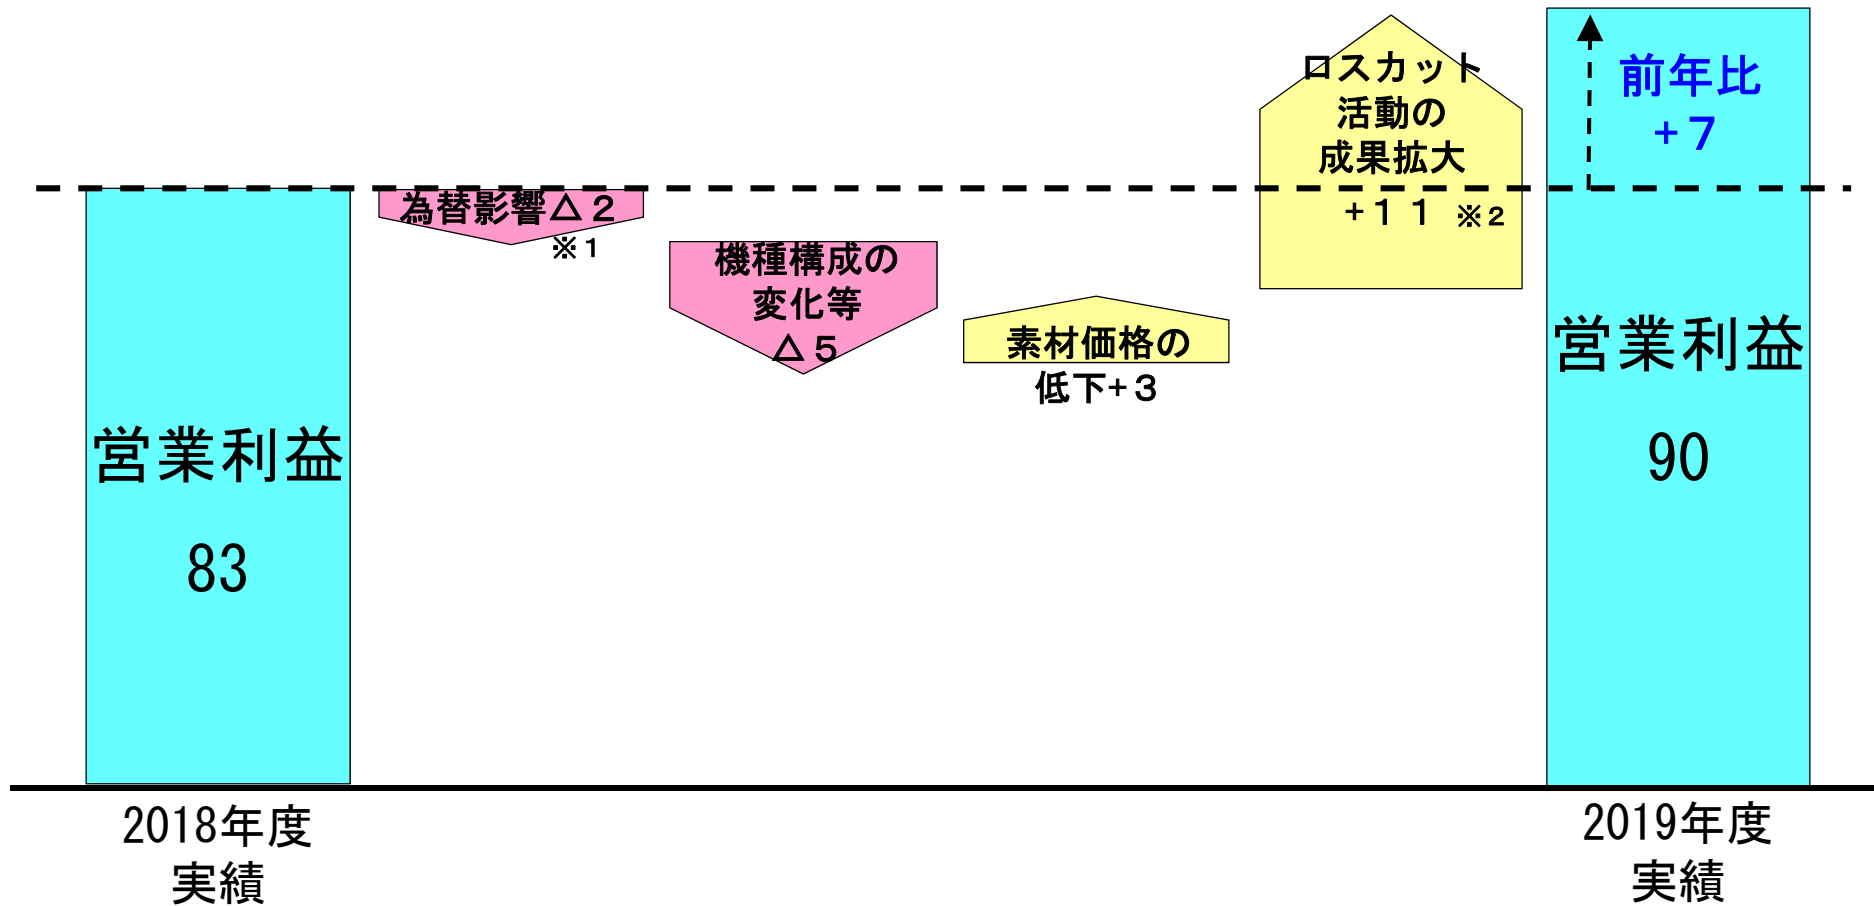 営業利益
83
2018年度
実績
為替影響△２
※１
機種構成の
変化等
△５
素材価格の
低下+３
ロスカット
活動の
成果拡大
+１１ ※２
前年比
+７
営業利益
90
2019年度
実績